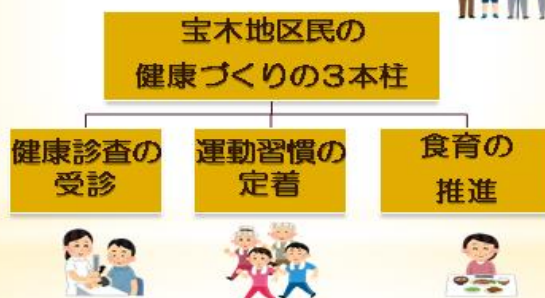 宝木地区民の
健康づくりの3本柱
健康診査の
受診
運動習慣の
定着
食育の
推進